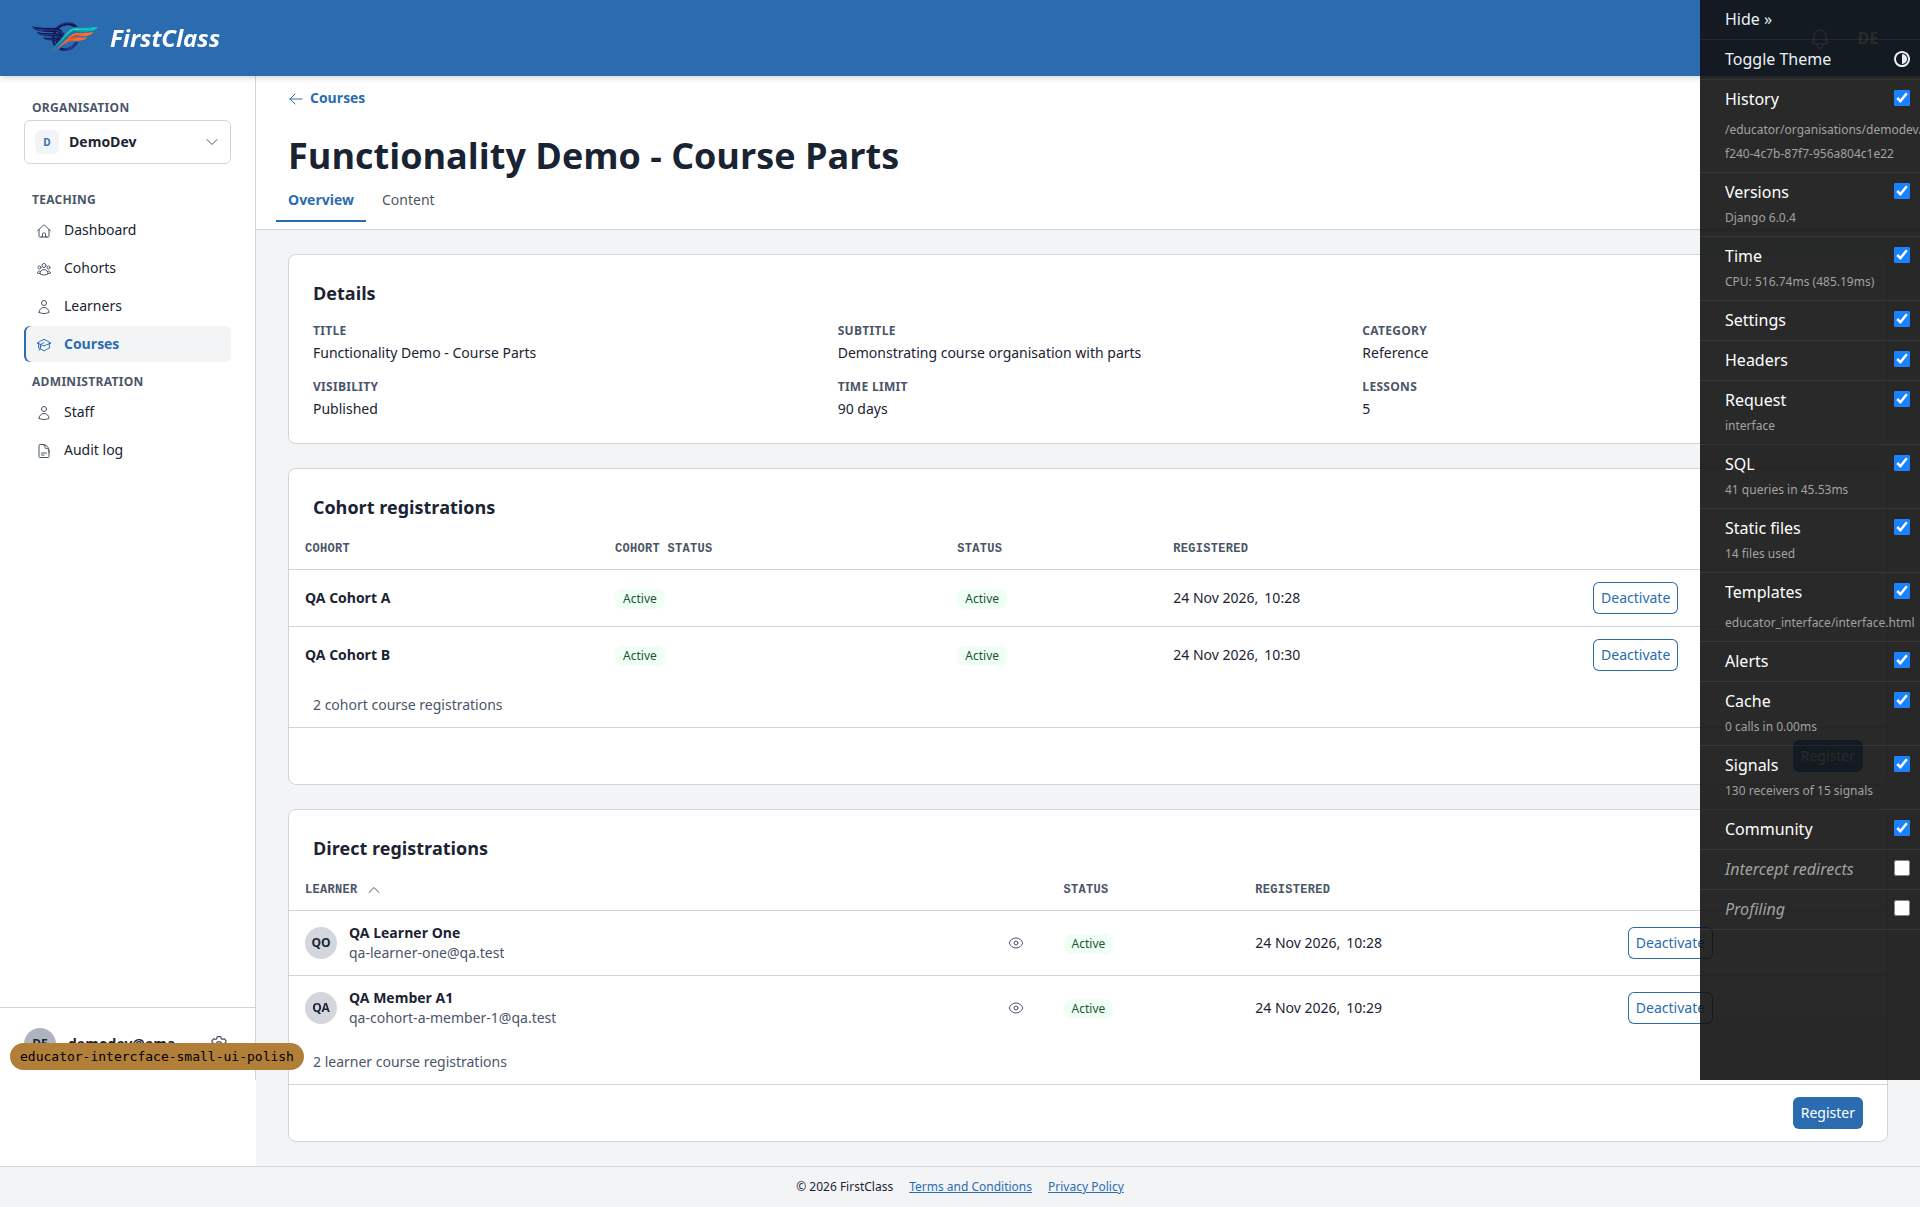 FirstClass
DE
ORGANISATION
D DemoDev
TEACHING
Dashboard
Cohorts
Learners
Courses
ADMINISTRATION
Staff
Audit log
educator-intercface-small-ui-polish
← Courses
Functionality Demo - Course Parts
Overview Content
Details
TITLE SUBTITLE CATEGORY
Functionality Demo - Course Parts Demonstrating course organisation with parts Reference
VISIBILITY TIME LIMIT LESSONS
Published 90 days 5
Cohort registrations
COHORT COHORT STATUS STATUS REGISTERED
QA Cohort A Active Active 24 Nov 2026, 10:28 Deactivate
QA Cohort B Active Active 24 Nov 2026, 10:30 Deactivate
2 cohort course registrations
Register
Direct registrations
LEARNER STATUS REGISTERED
QO QA Learner One Active 24 Nov 2026, 10:28 Deactivate
qa-learner-one@qa.test
QA QA Member A1 Active 24 Nov 2026, 10:29 Deactivate
qa-cohort-a-member-1@qa.test
2 learner course registrations
Register
© 2026 FirstClass Terms and Conditions Privacy Policy
Hide »
Toggle Theme
History
/educator/organisations/demodev
f240-4c7b-87f7-956a804c1e22
Versions
Django 6.0.4
Time
CPU: 516.74ms (485.19ms)
Settings
Headers
Request
interface
SQL
41 queries in 45.53ms
Static files
14 files used
Templates
educator_interface/interface.html
Alerts
Cache
0 calls in 0.00ms
Signals
130 receivers of 15 signals
Community
Intercept redirects
Profiling